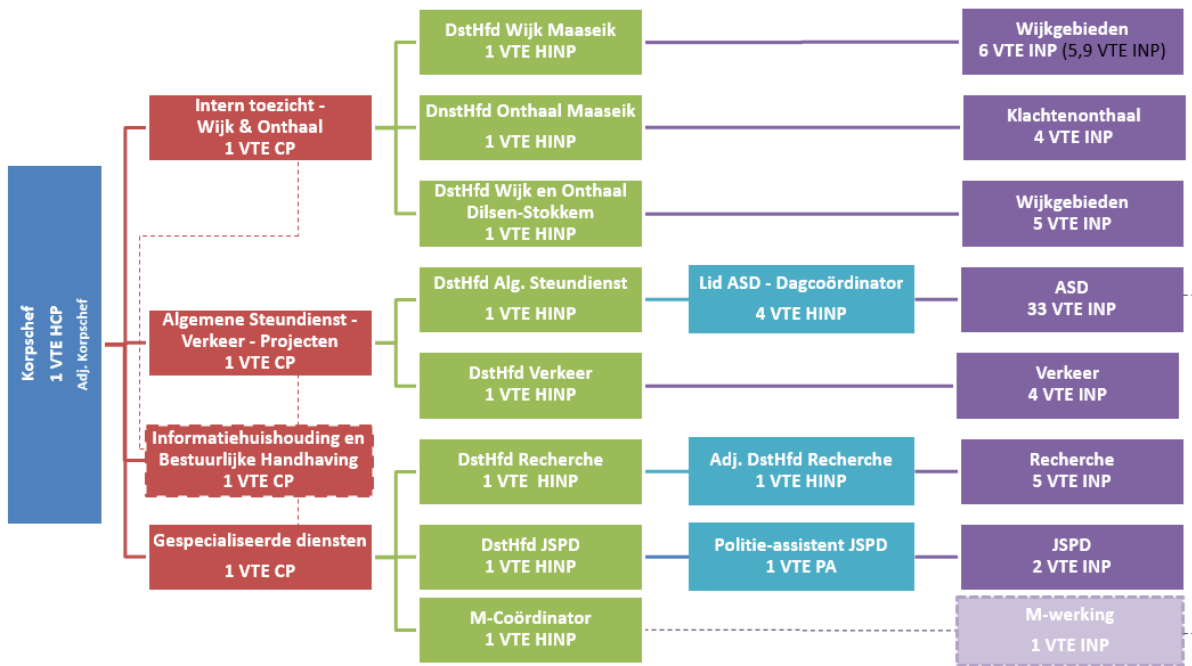 Korpschef
1 VTE HCP
Adj. Korpschef
Intern toezicht -
Wijk & Onthaal
1 VTE CP
Algemene Steundienst -
Verkeer - Projecten
1 VTE CP
Informatiehuishouding en
Bestuurlijke Handhaving
1 VTE CP
Gespecialiseerde diensten
1 VTE CP
DstHfd Wijk Maaseik
1 VTE HINP
DnstHfd Onthaal Maaseik
1 VTE HINP
DstHfd Wijk en Onthaal
Dilsen-Stokkem
1 VTE HINP
DstHfd Alg. Steundienst
1 VTE HINP
DstHfd Verkeer
1 VTE HINP
DstHfd Recherche
1 VTE HINP
DstHfd JSPD
1 VTE HINP
M-Coördinator
1 VTE HINP
Lid ASD - Dagcoördinator
4 VTE HINP
Adj. DstHfd Recherche
1 VTE HINP
Politie-assistent JSPD
1 VTE PA
Wijkgebieden
6 VTE INP (5,9 VTE INP)
Klachtenonthaal
4 VTE INP
Wijkgebieden
5 VTE INP
ASD
33 VTE INP
Verkeer
4 VTE INP
Recherche
5 VTE INP
JSPD
2 VTE INP
M-werking
1 VTE INP